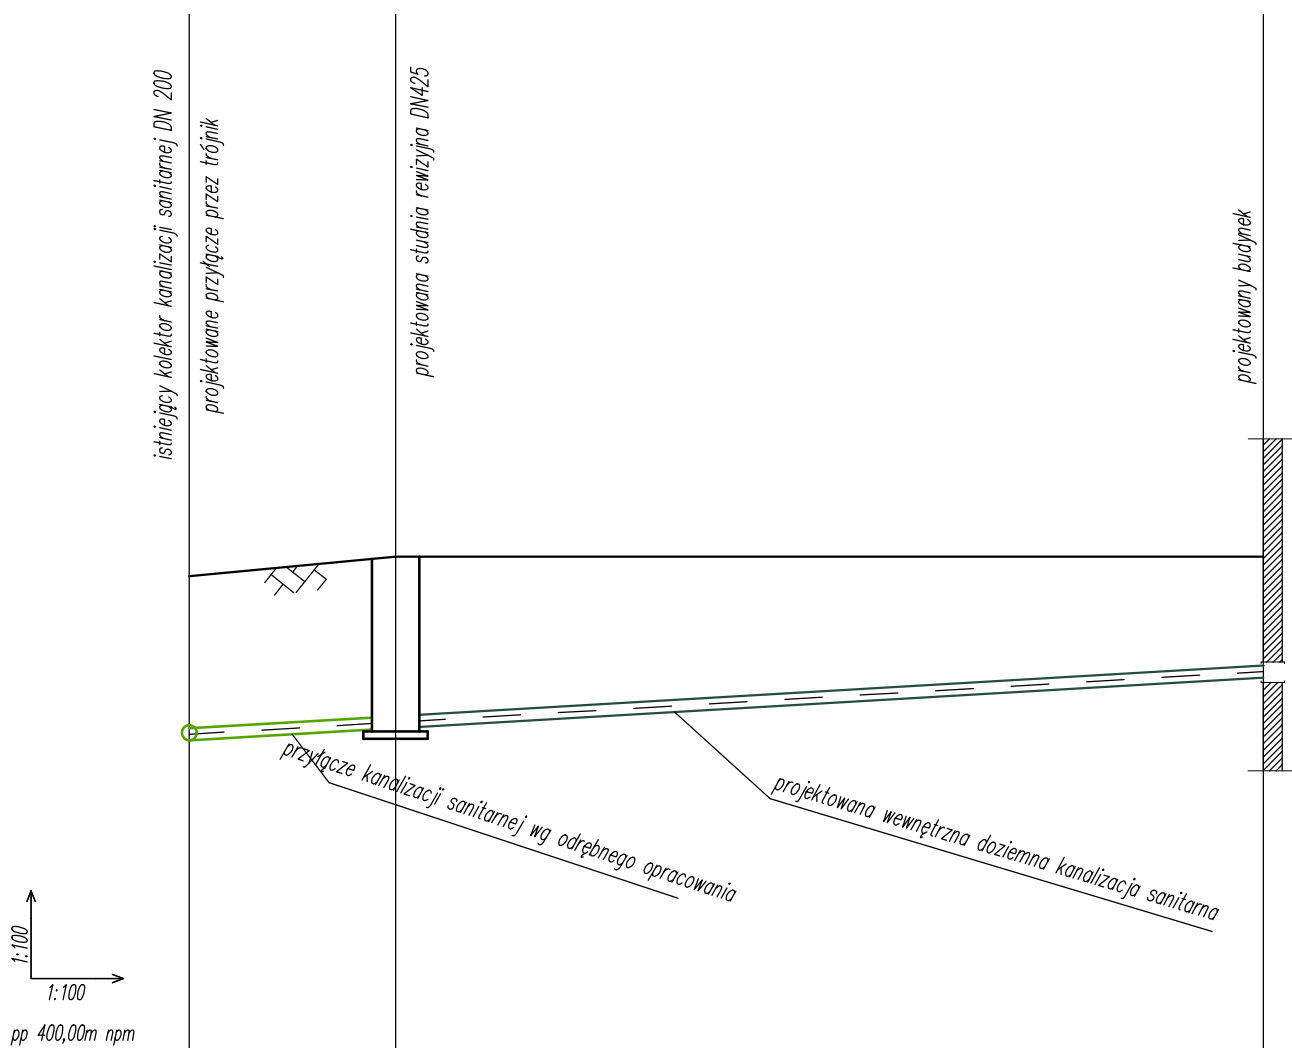 istniejący kolektor kanalizacji sanitarnej DN 200
projektowane przyłącze przez trójnik
projektowana studnia rewizyjna DN425
projektowany budynek
przyłącze kanalizacji sanitarnej wg odrębnego opracowania
projektowana wewnętrzna doziemna kanalizacja sanitarna
1:100
1:100
pp 400,00m npm